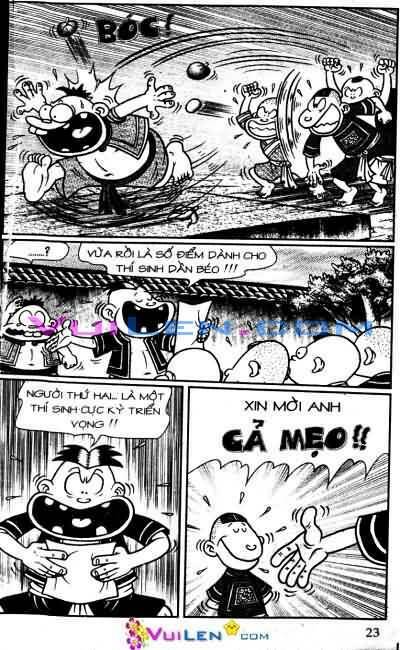 BỐC!
........?
VỪA RỒI LÀ SỐ ĐIỂM DÀNH CHO
THÍ SINH DẦN BÉO !!!
VuiLen.com
NGƯỜI THỨ HAI... LÀ MỘT
THÍ SINH CỰC KỲ TRIỂN
VỌNG !!
XIN MỜI ANH
CẢ MẸO!!
23
VuiLen.com